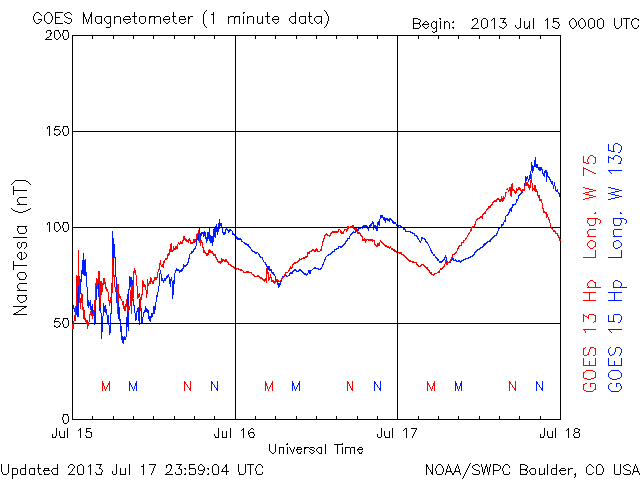 GOES Magnetometer (1 minute data)
Begin: 2013 Jul 15 0000 UTC
200
150
100
50
0
NanoTesla (nT)
M M N N M M N N M M N N
Jul 15 Jul 16 Jul 17 Jul 18
Universal Time
GOES 13 Hp Long. W 75
GOES 15 Hp Long. W 135
Updated 2013 Jul 17 23:59:04 UTC
NOAA/SWPC Boulder, CO USA